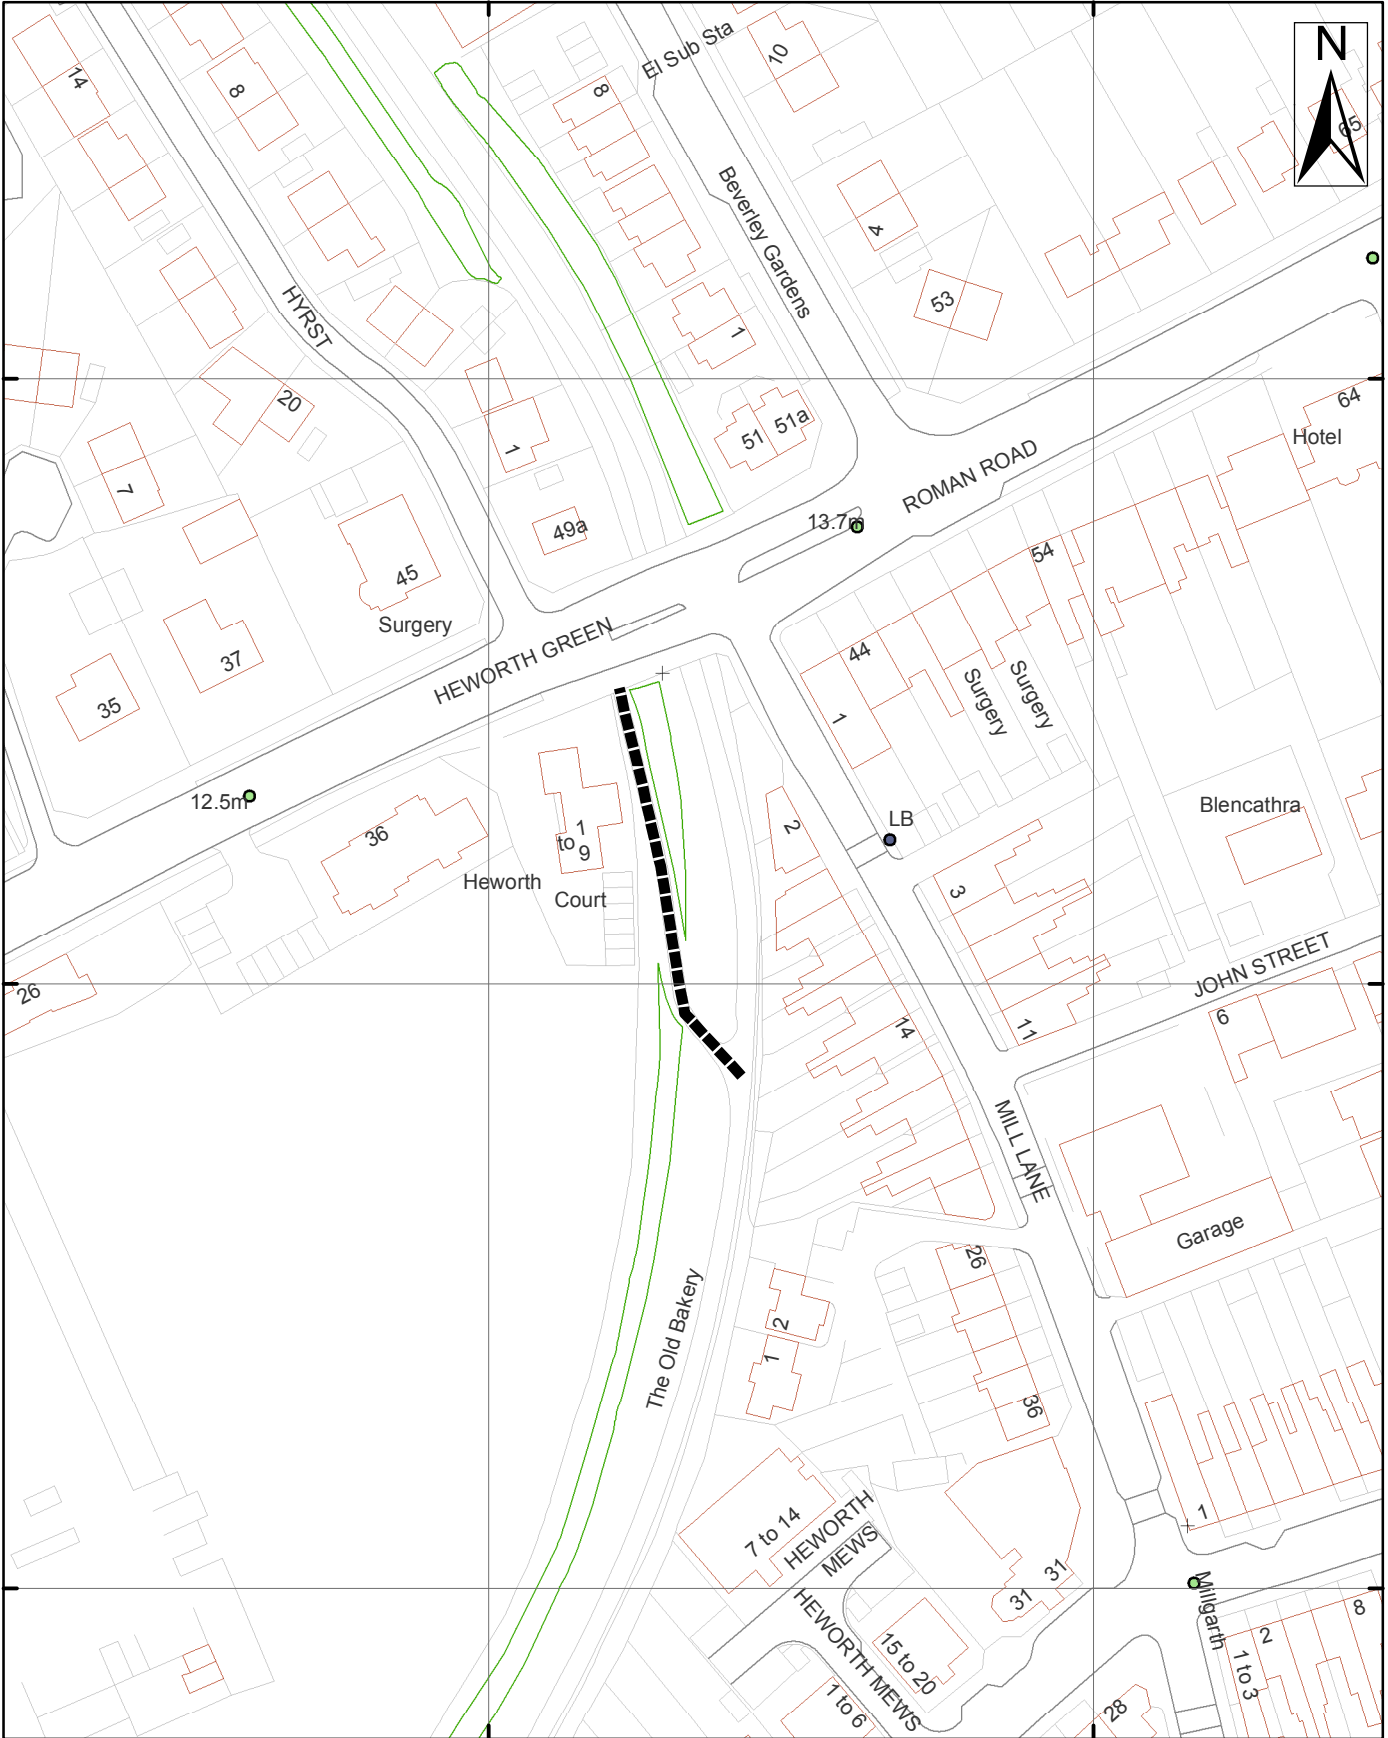 N
El Sub Sta
10
14
8
8
65
Beverley Gardens
4
53
HYRST
1
20
64
Hotel
51
51a
1
7
ROMAN ROAD
13.7m
49a
54
45
Surgery
44
HEWORTH GREEN
37
Surgery
Surgery
35
1
12.5m
Blencathra
LB
36
1
to
9
2
Heworth
Court
3
JOHN STREET
26
6
14
11
MILL LANE
Garage
26
The Old Bakery
2
1
36
1
7 to 14
HEWORTH
MEWS
31
31
Millgarth
HEWORTH MEWS
8
2
15 to 20
1 to 3
1 to 6
28